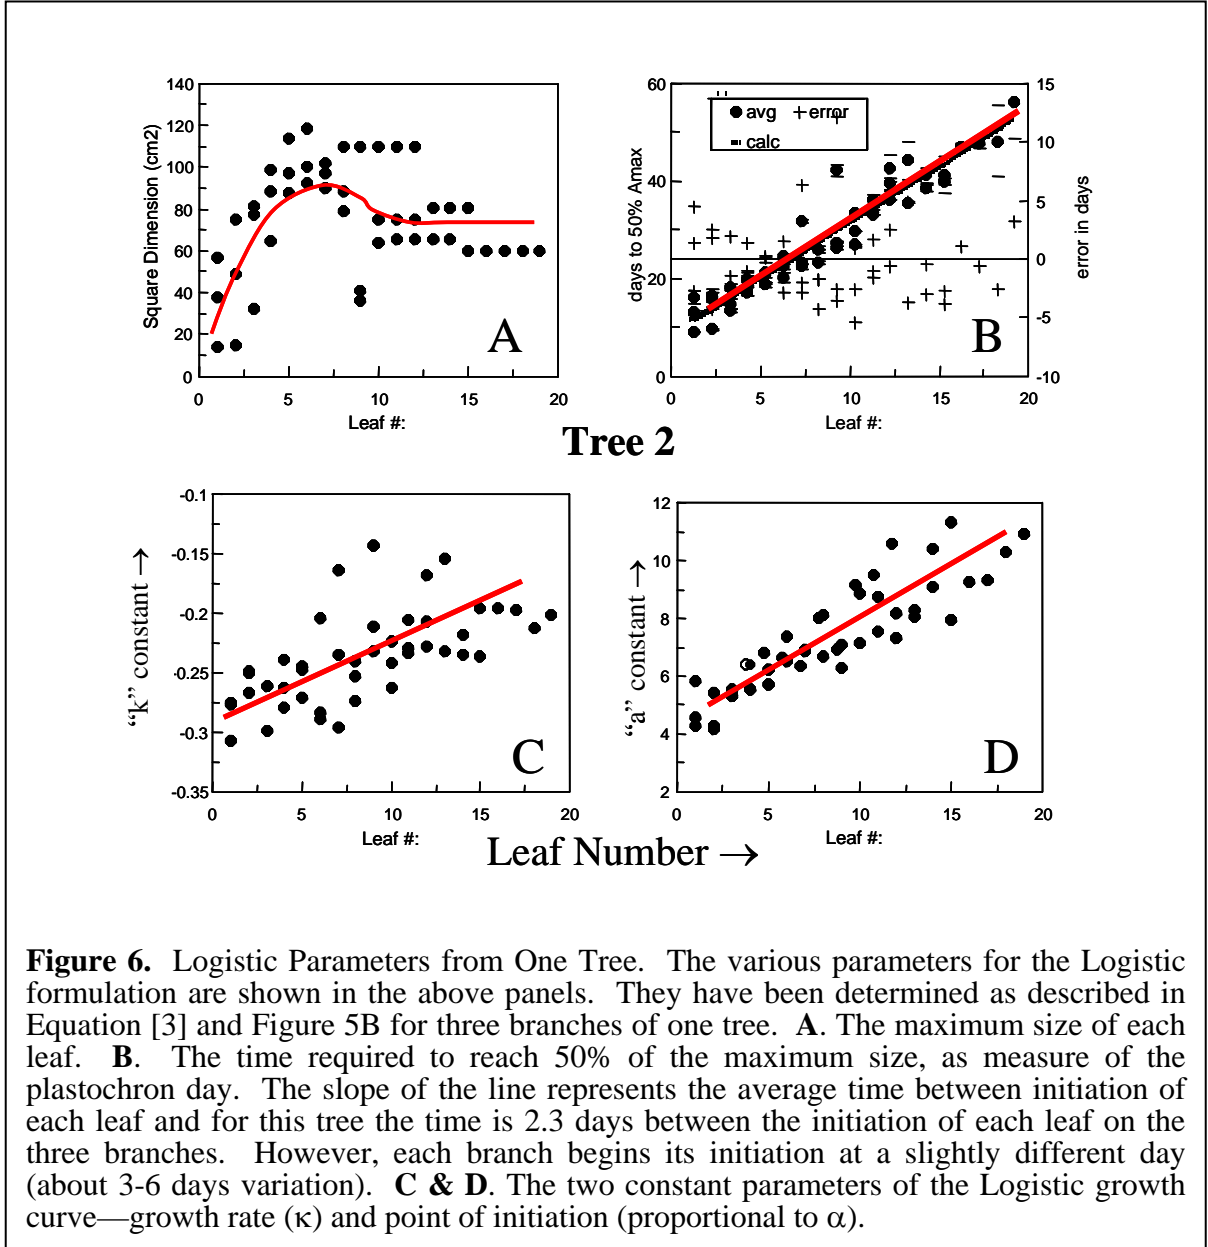 140
120
100
80
60
40
20
0
Square Dimension (cm2)
A
0 5 10 15 20
Leaf #:
60
40
20
0
days to 50% Amax
avg +error
calc
15
10
5
0
-5
-10
error in days
B
0 5 10 15 20
Leaf #:
Tree 2
-0.1
-0.15
-0.2
-0.25
-0.3
-0.35
“k” constant →
C
0 5 10 15 20
Leaf #:
12
10
8
6
4
2
“a” constant →
D
0 5 10 15 20
Leaf #:
Leaf Number →
Figure 6. Logistic Parameters from One Tree. The various parameters for the Logistic
formulation are shown in the above panels. They have been determined as described in
Equation [3] and Figure 5B for three branches of one tree. A. The maximum size of each
leaf. B. The time required to reach 50% of the maximum size, as measure of the
plastochron day. The slope of the line represents the average time between initiation of
each leaf and for this tree the time is 2.3 days between the initiation of each leaf on the
three branches. However, each branch begins its initiation at a slightly different day
(about 3-6 days variation). C & D. The two constant parameters of the Logistic growth
curve—growth rate (κ) and point of initiation (proportional to α).